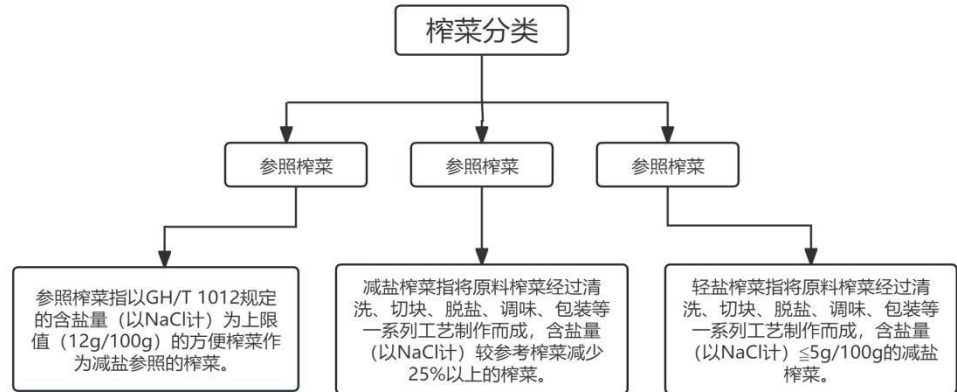 榨菜分类
参照榨菜
参照榨菜
参照榨菜
参照榨菜指以GH/T 1012规定
的含盐量（以NaCl计）为上限
值（12g/100g）的方便榨菜作
为减盐参照的榨菜。
减盐榨菜指将原料榨菜经过清
洗、切块、脱盐、调味、包装等
一系列工艺制作而成，含盐量
（以NaCl计）较参考榨菜减少
25%以上的榨菜。
轻盐榨菜指将原料榨菜经过清
洗、切块、脱盐、调味、包装等
一系列工艺制作而成，含盐量
（以NaCl计）≦5g/100g的减盐
榨菜。